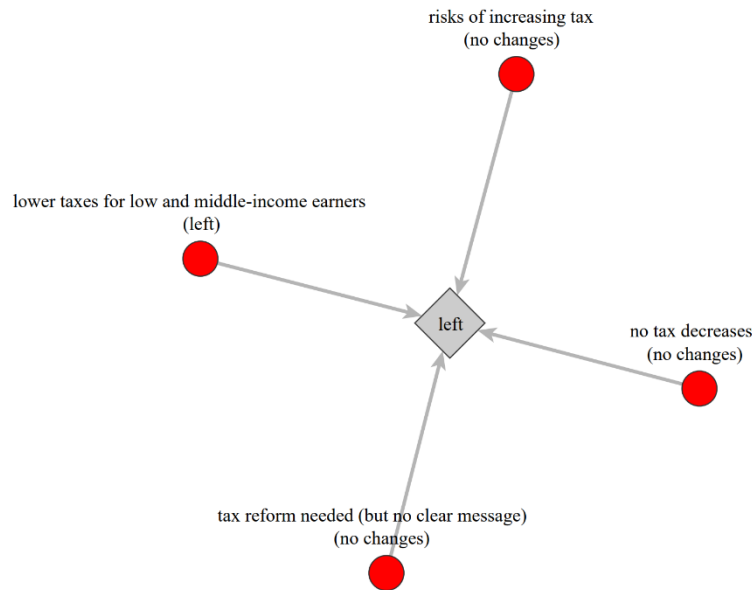 risks of increasing tax
(no changes)
lower taxes for low and middle-income earners
(left)
left
no tax decreases
(no changes)
tax reform needed (but no clear message)
(no changes)